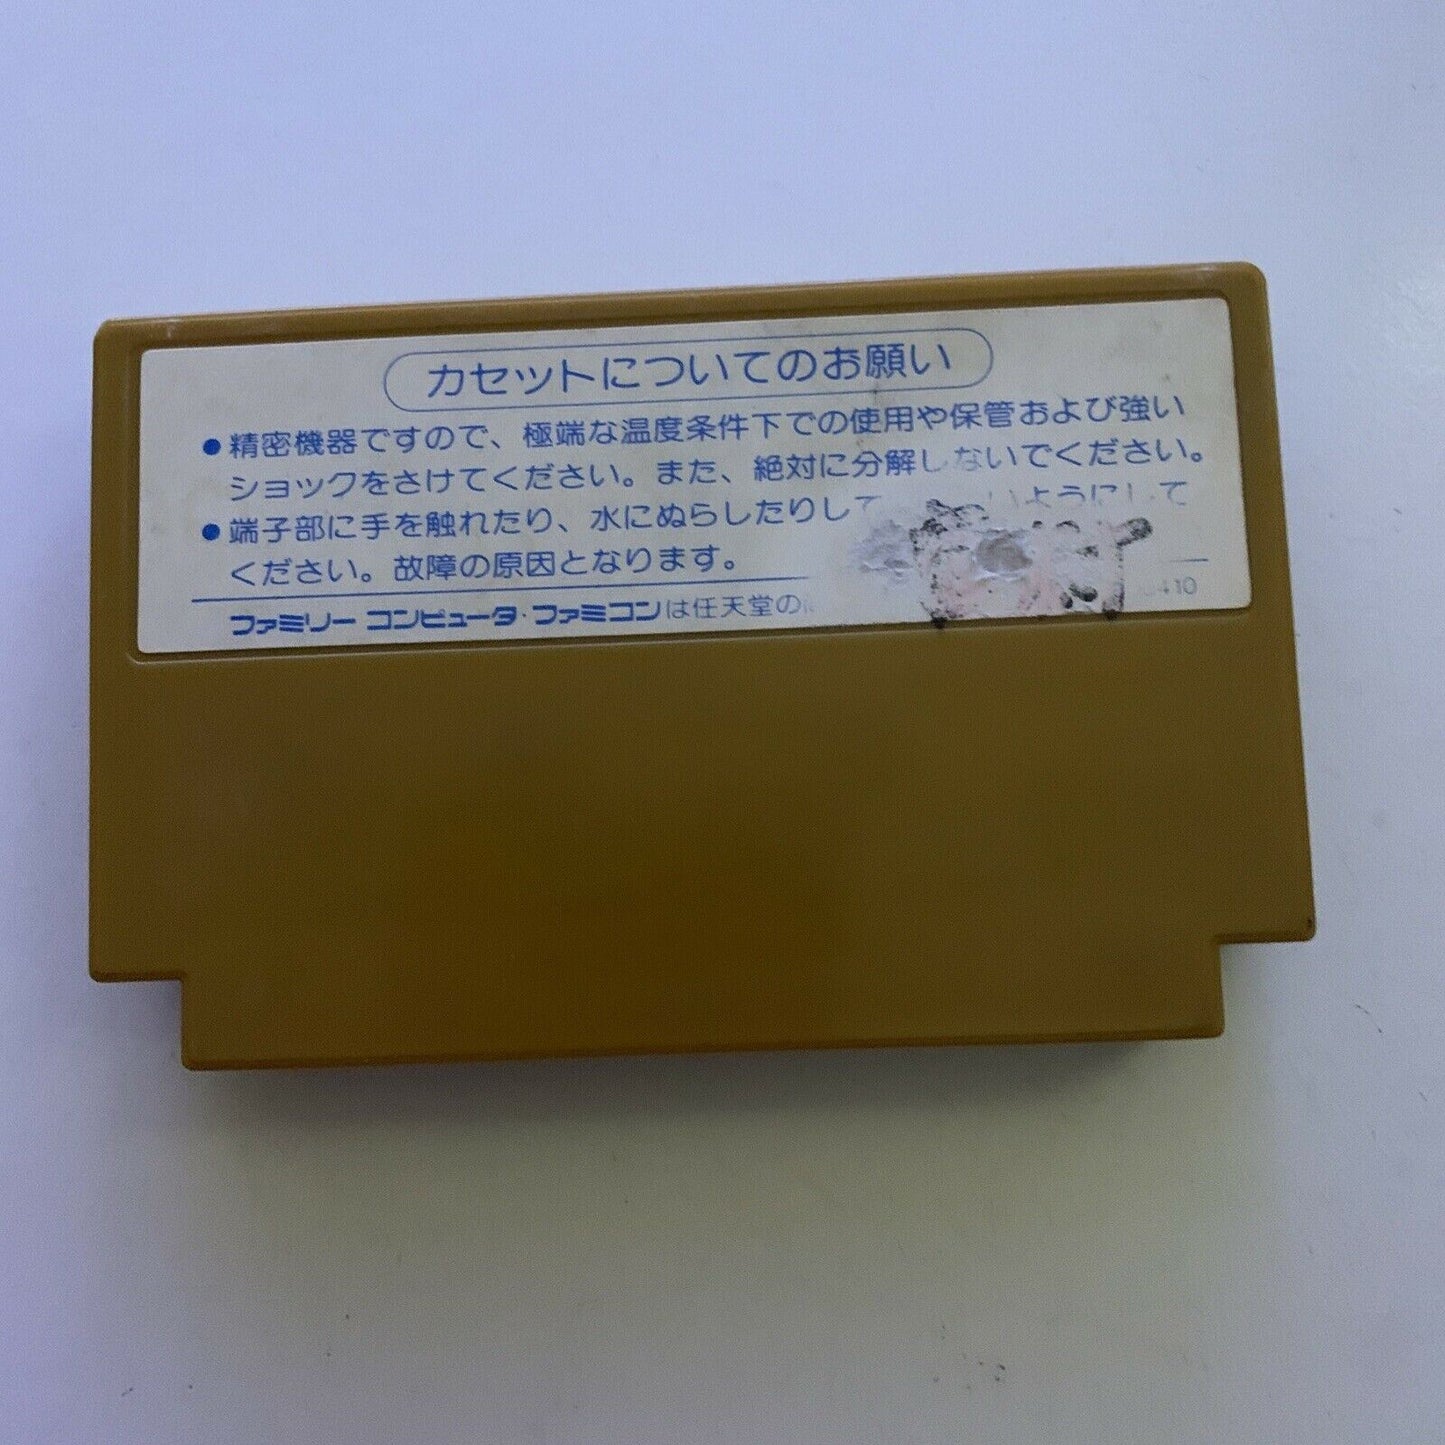 カセットについてのお願い
●精密機器ですので、極端な温度条件下での使用や保管および強い
ショックをさけてください。また、絶対に分解しないでください。
●端子部に手を触れたり、水にぬらしたりして いようにして
ください。故障の原因となります。
ファミリー コンピュータ・ファミコンは任天堂の 410